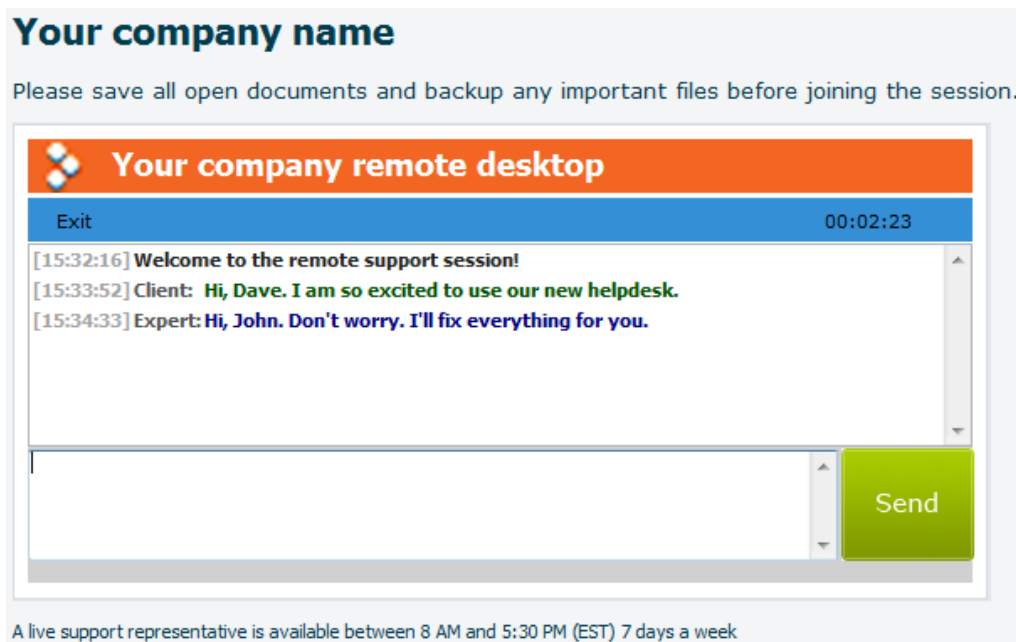 Your company name
Please save all open documents and backup any important files before joining the session.
Your company remote desktop
Exit 00:02:23
[15:32:16] Welcome to the remote support session!
[15:33:52] Client: Hi, Dave. I am so excited to use our new helpdesk.
[15:34:33] Expert: Hi, John. Don't worry. I'll fix everything for you.
Send
A live support representative is available between 8 AM and 5:30 PM (EST) 7 days a week